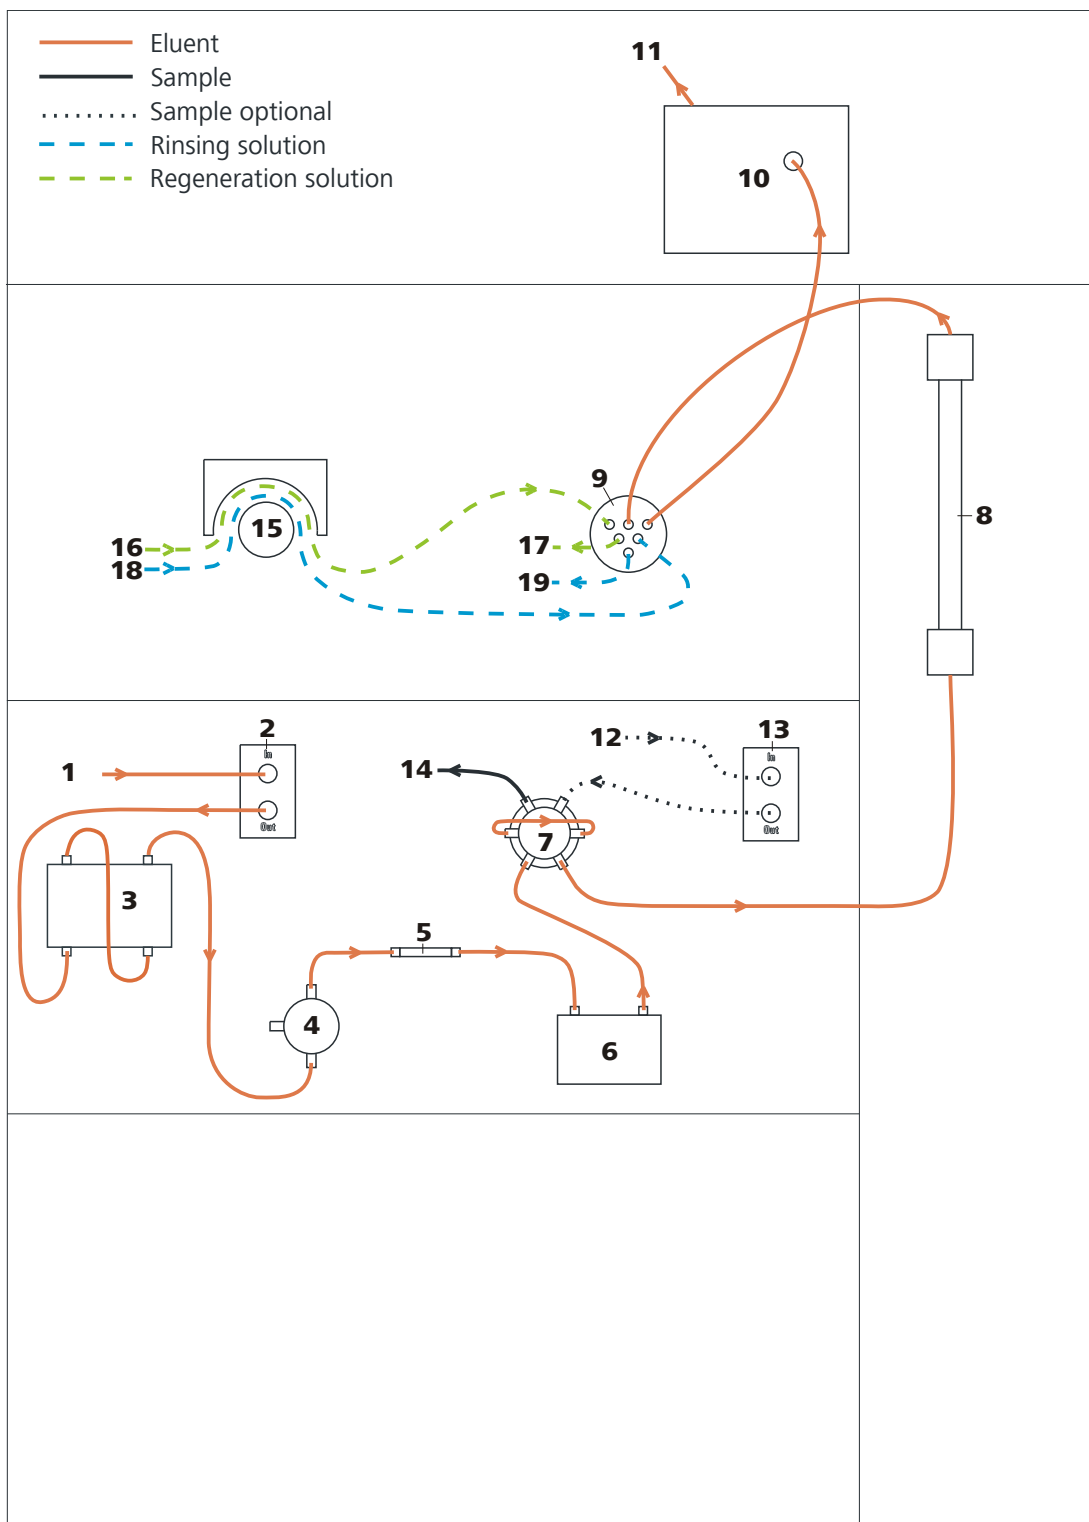 Eluent
Sample
Sample optional
Rinsing solution
Regeneration solution
11
10
9
8
15
16
17
18
19
2
12
13
In
In
1
14
Out
Out
7
3
5
4
6